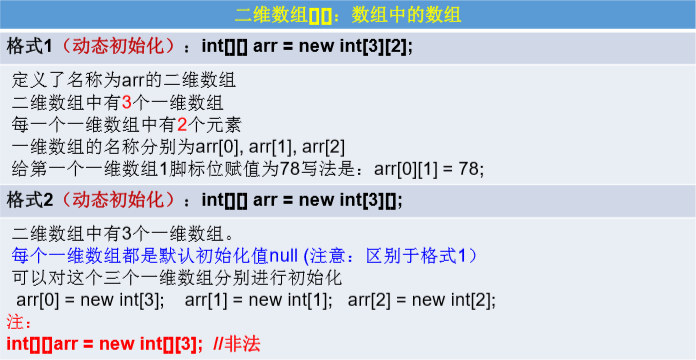 二维数组[][]：数组中的数组
格式1（动态初始化）：int[][] arr = new int[3][2];
定义了名称为arr的二维数组
二维数组中有3个一维数组
每一个一维数组中有2个元素
一维数组的名称分别为arr[0], arr[1], arr[2]
给第一个一维数组1脚标位赋值为78写法是：arr[0][1] = 78;
格式2（动态初始化）：int[][] arr = new int[3][];
二维数组中有3个一维数组。
每个一维数组都是默认初始化值null (注意：区别于格式1）
可以对这个三个一维数组分别进行初始化
arr[0] = new int[3]; arr[1] = new int[1]; arr[2] = new int[2];
注：
int[][]arr = new int[][3]; //非法